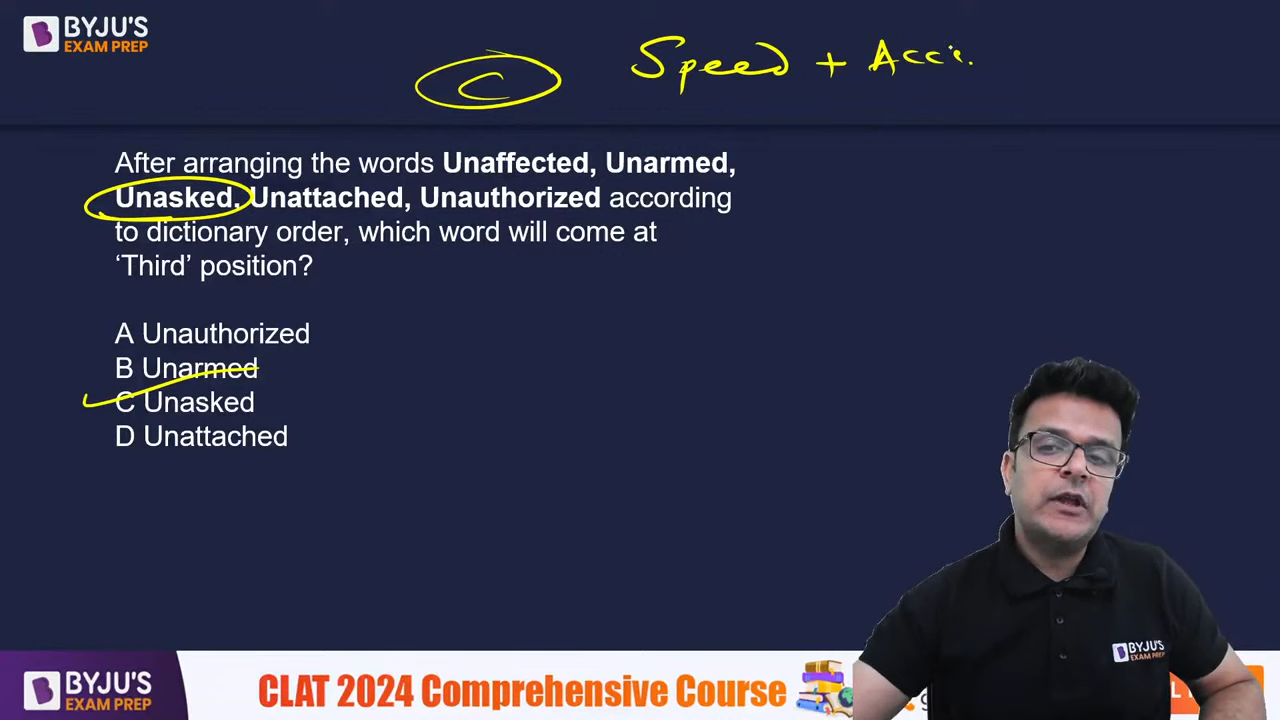 BYJU'S
EXAM PREP
C Speed + Acc
After arranging the words Unaffected, Unarmed,
Unasked, Unattached, Unauthorized according
to dictionary order, which word will come at
‘Third’ position?
A Unauthorized
B Unarmed
C Unasked
D Unattached
BYJU'S
EXAM PREP
BYJU'S
EXAM PREP
CLAT 2024 Comprehensive Course